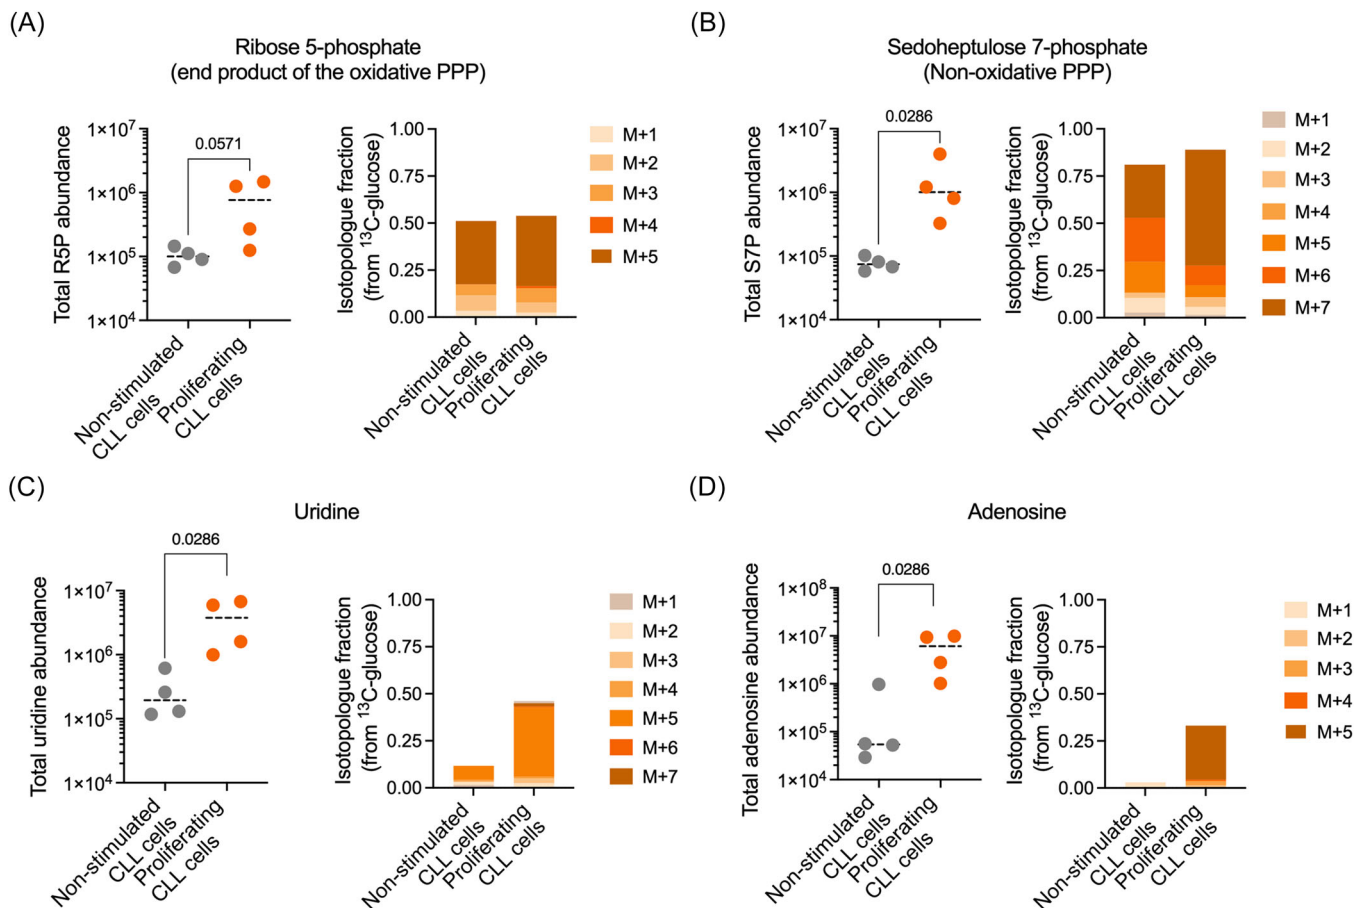 (A)
Ribose 5-phosphate
(end product of the oxidative PPP)
Total R5P abundance
1×10⁷
1×10⁶
1×10⁵
1×10⁴
0.0571
Non-stimulated
CLL cells
Proliferating
CLL cells
Isotopologue fraction
(from ¹³C-glucose)
1.00
0.75
0.50
0.25
0.00
Non-stimulated
CLL cells
Proliferating
CLL cells
M+1
M+2
M+3
M+4
M+5
(B)
Sedoheptulose 7-phosphate
(Non-oxidative PPP)
Total S7P abundance
1×10⁷
1×10⁶
1×10⁵
1×10⁴
0.0286
Non-stimulated
CLL cells
Proliferating
CLL cells
Isotopologue fraction
(from ¹³C-glucose)
1.00
0.75
0.50
0.25
0.00
Non-stimulated
CLL cells
Proliferating
CLL cells
M+1
M+2
M+3
M+4
M+5
M+6
M+7
(C)
Uridine
Total uridine abundance
1×10⁷
1×10⁶
1×10⁵
1×10⁴
0.0286
Non-stimulated
CLL cells
Proliferating
CLL cells
Isotopologue fraction
(from ¹³C-glucose)
1.00
0.75
0.50
0.25
0.00
Non-stimulated
CLL cells
Proliferating
CLL cells
M+1
M+2
M+3
M+4
M+5
M+6
M+7
(D)
Adenosine
Total adenosine abundance
1×10⁸
1×10⁷
1×10⁶
1×10⁵
1×10⁴
0.0286
Non-stimulated
CLL cells
Proliferating
CLL cells
Isotopologue fraction
(from ¹³C-glucose)
1.00
0.75
0.50
0.25
0.00
Non-stimulated
CLL cells
Proliferating
CLL cells
M+1
M+2
M+3
M+4
M+5